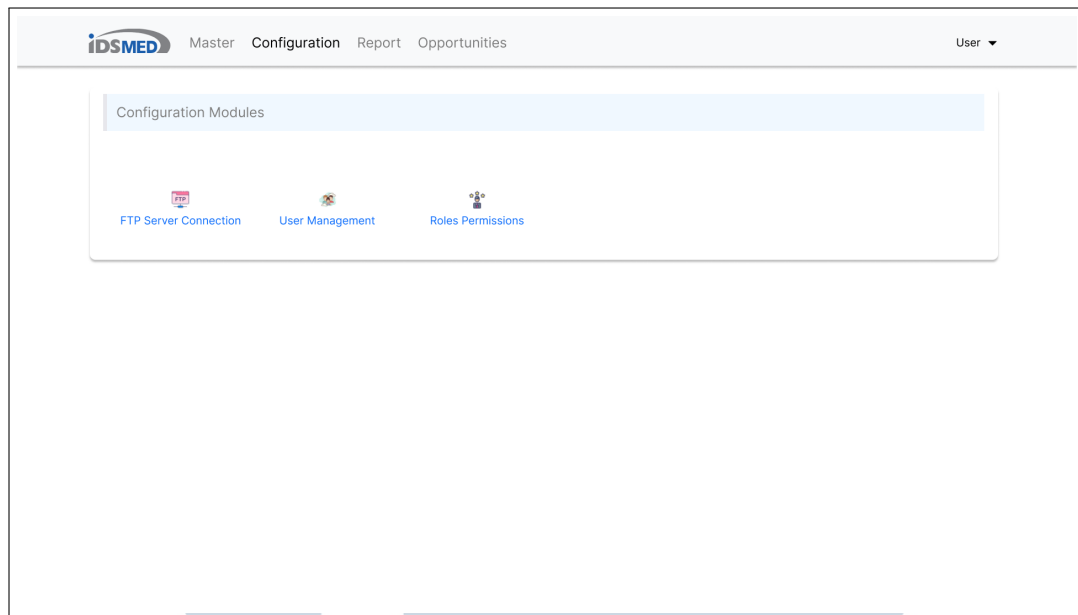 iDSMED Master Configuration Report Opportunities User
Configuration Modules
FTP
FTP Server Connection User Management Roles Permissions